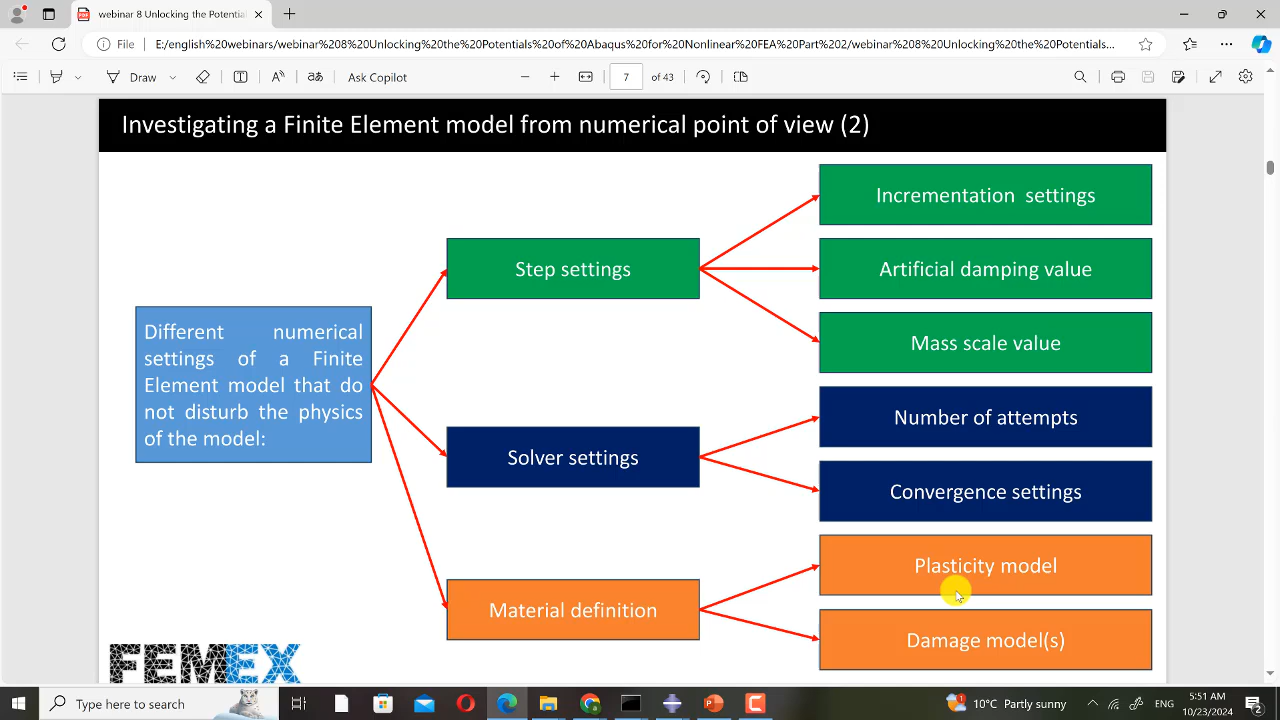 webinar 8 Unlocking the Potentials
File
E:/english%20webinars/webinar%208%20Unlocking%20the%20Potentials%20of%20Abaqus%20for%20Nonlinear%20FEA%20Part%202/webinar%208%20Unlocking%20the%20Potentials...
Draw
Ask Copilot
7 of 43
Investigating a Finite Element model from numerical point of view (2)
Incrementation settings
Step settings
Artificial damping value
Different numerical
settings of a Finite
Element model that do
not disturb the physics
of the model:
Mass scale value
Number of attempts
Solver settings
Convergence settings
Plasticity model
Material definition
Damage model(s)
FEMEX
Type here to search
1
10°C Partly sunny
ENG
5:51 AM
10/23/2024
2